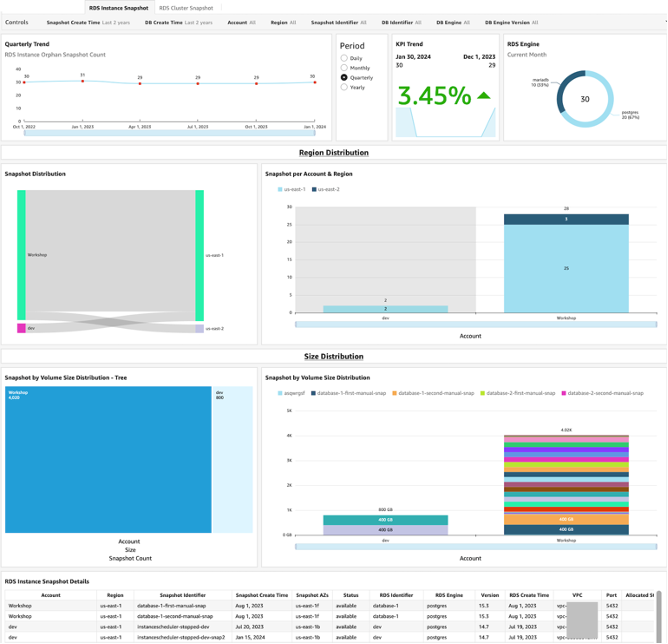 RDS Instance Snapshot RDS Cluster Snapshot
Controls Snapshot Create Time Last 2 years DB Create Time Last 2 years Account All Region All Snapshot Identifier All DB Identifier All DB Engine All DB Engine Version All
Quarterly Trend
RDS Instance Orphan Snapshot Count
40
30
20
10
0
30 31 29 29 29 30
Oct 1, 2022 Jan 1, 2023 Apr 1, 2023 Jul 1, 2023 Oct 1, 2023 Jan 1, 2024
Period
Daily
Monthly
Quarterly
Yearly
KPI Trend
Jan 30, 2024 Dec 1, 2023
30 29
3.45%
RDS Engine
Current Month
mariadb
10 (33%)
30
postgres
20 (67%)
Region Distribution
Snapshot Distribution
Workshop
dev
us-east-1
us-east-2
Snapshot per Account & Region
us-east-1 us-east-2
30
25
20
15
10
5
0
2
2
28
3
25
dev Workshop
Account
Size Distribution
Snapshot by Volume Size Distribution - Tree
Workshop
4,020
dev
800
Account
Size
Snapshot Count
Snapshot by Volume Size Distribution
database-1-first-manual-snap database-1-second-manual-snap database-2-first-manual-snap database-2-second-manual-snap
5K
4K
3K
2K
1K
0 GB
800 GB
400 GB
400 GB
4.02K
400 GB
400 GB
dev Workshop
Account
RDS Instance Snapshot Details
Account Region Snapshot Identifier Snapshot Create Time Snapshot AZs Status RDS Identifier RDS Engine Version RDS Create Time VPC Port Allocated St
Workshop us-east-1 database-1-first-manual-snap Aug 1, 2023 us-east-1f available database-1 postgres 15.3 Aug 1, 2023 vpc- 5432
Workshop us-east-1 database-1-second-manual-snap Aug 1, 2023 us-east-1f available database-1 postgres 15.3 Aug 1, 2023 vpc- 5432
dev us-east-1 instancescheduler-stopped-dev Jul 20, 2023 us-east-1b available dev postgres 14.7 Jul 19, 2023 vpc- 5432
dev us-east-1 instancescheduler-stopped-dev-snap2 Jan 15, 2024 us-east-1b available dev postgres 14.7 Jul 19, 2023 vpc- 5432